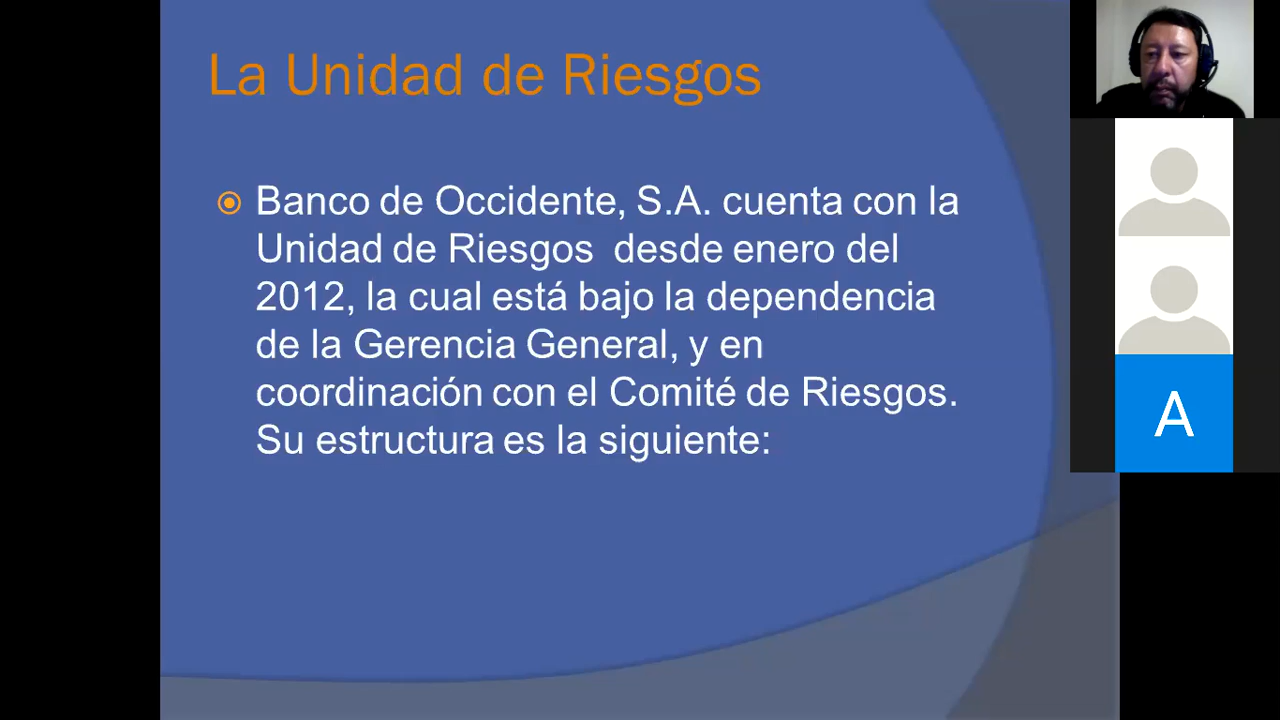 La Unidad de Riesgos
Banco de Occidente, S.A. cuenta con la
Unidad de Riesgos  desde enero del
2012, la cual está bajo la dependencia
de la Gerencia General, y en
coordinación con el Comité de Riesgos.
Su estructura es la siguiente:
A